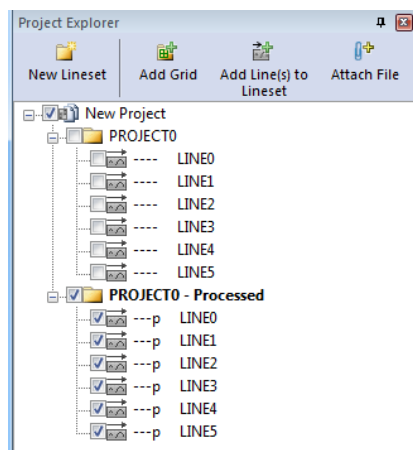 Project Explorer
New Lineset Add Grid Add Line(s) to Lineset Attach File
New Project
PROJECT0
---- LINE0
---- LINE1
---- LINE2
---- LINE3
---- LINE4
---- LINE5
PROJECT0 - Processed
---p LINE0
---p LINE1
---p LINE2
---p LINE3
---p LINE4
---p LINE5